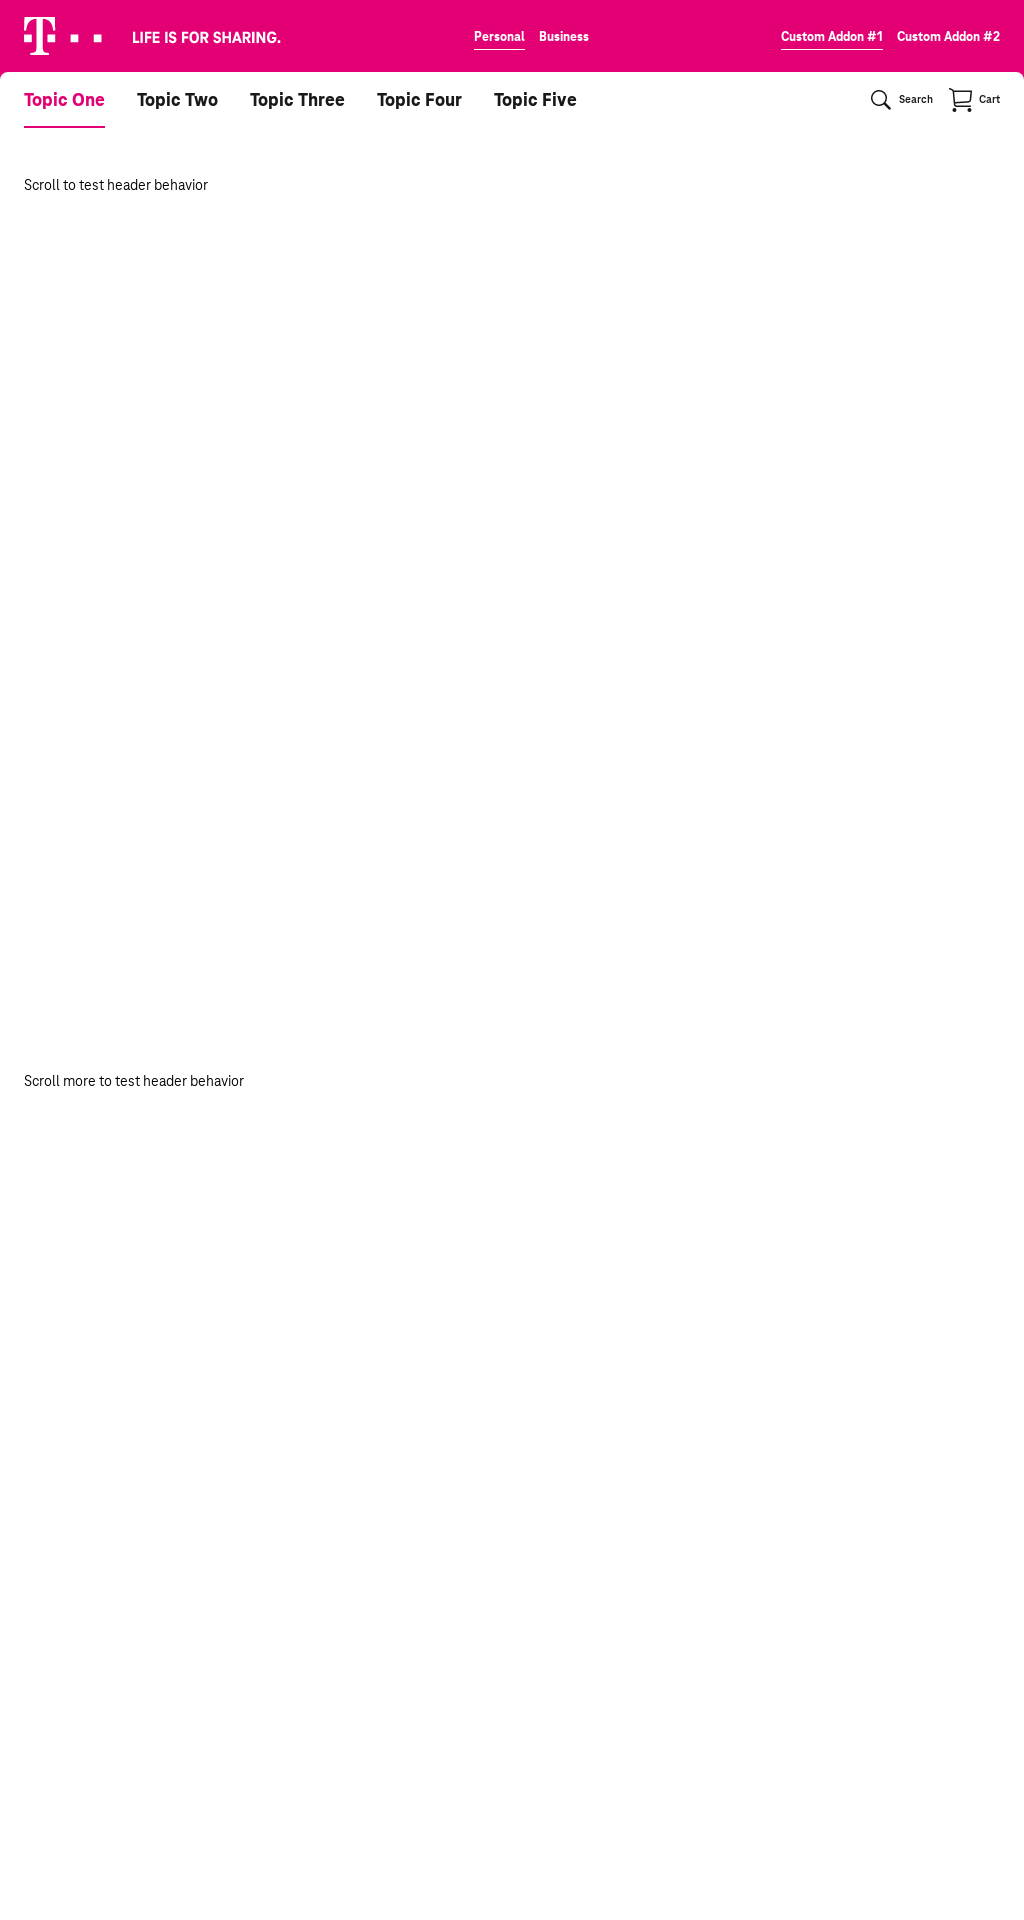 T
LIFE IS FOR SHARING.
Personal
Business
Custom Addon #1
Custom Addon #2
Topic One
Topic Two
Topic Three
Topic Four
Topic Five
Search
Cart
Scroll to test header behavior
Scroll more to test header behavior